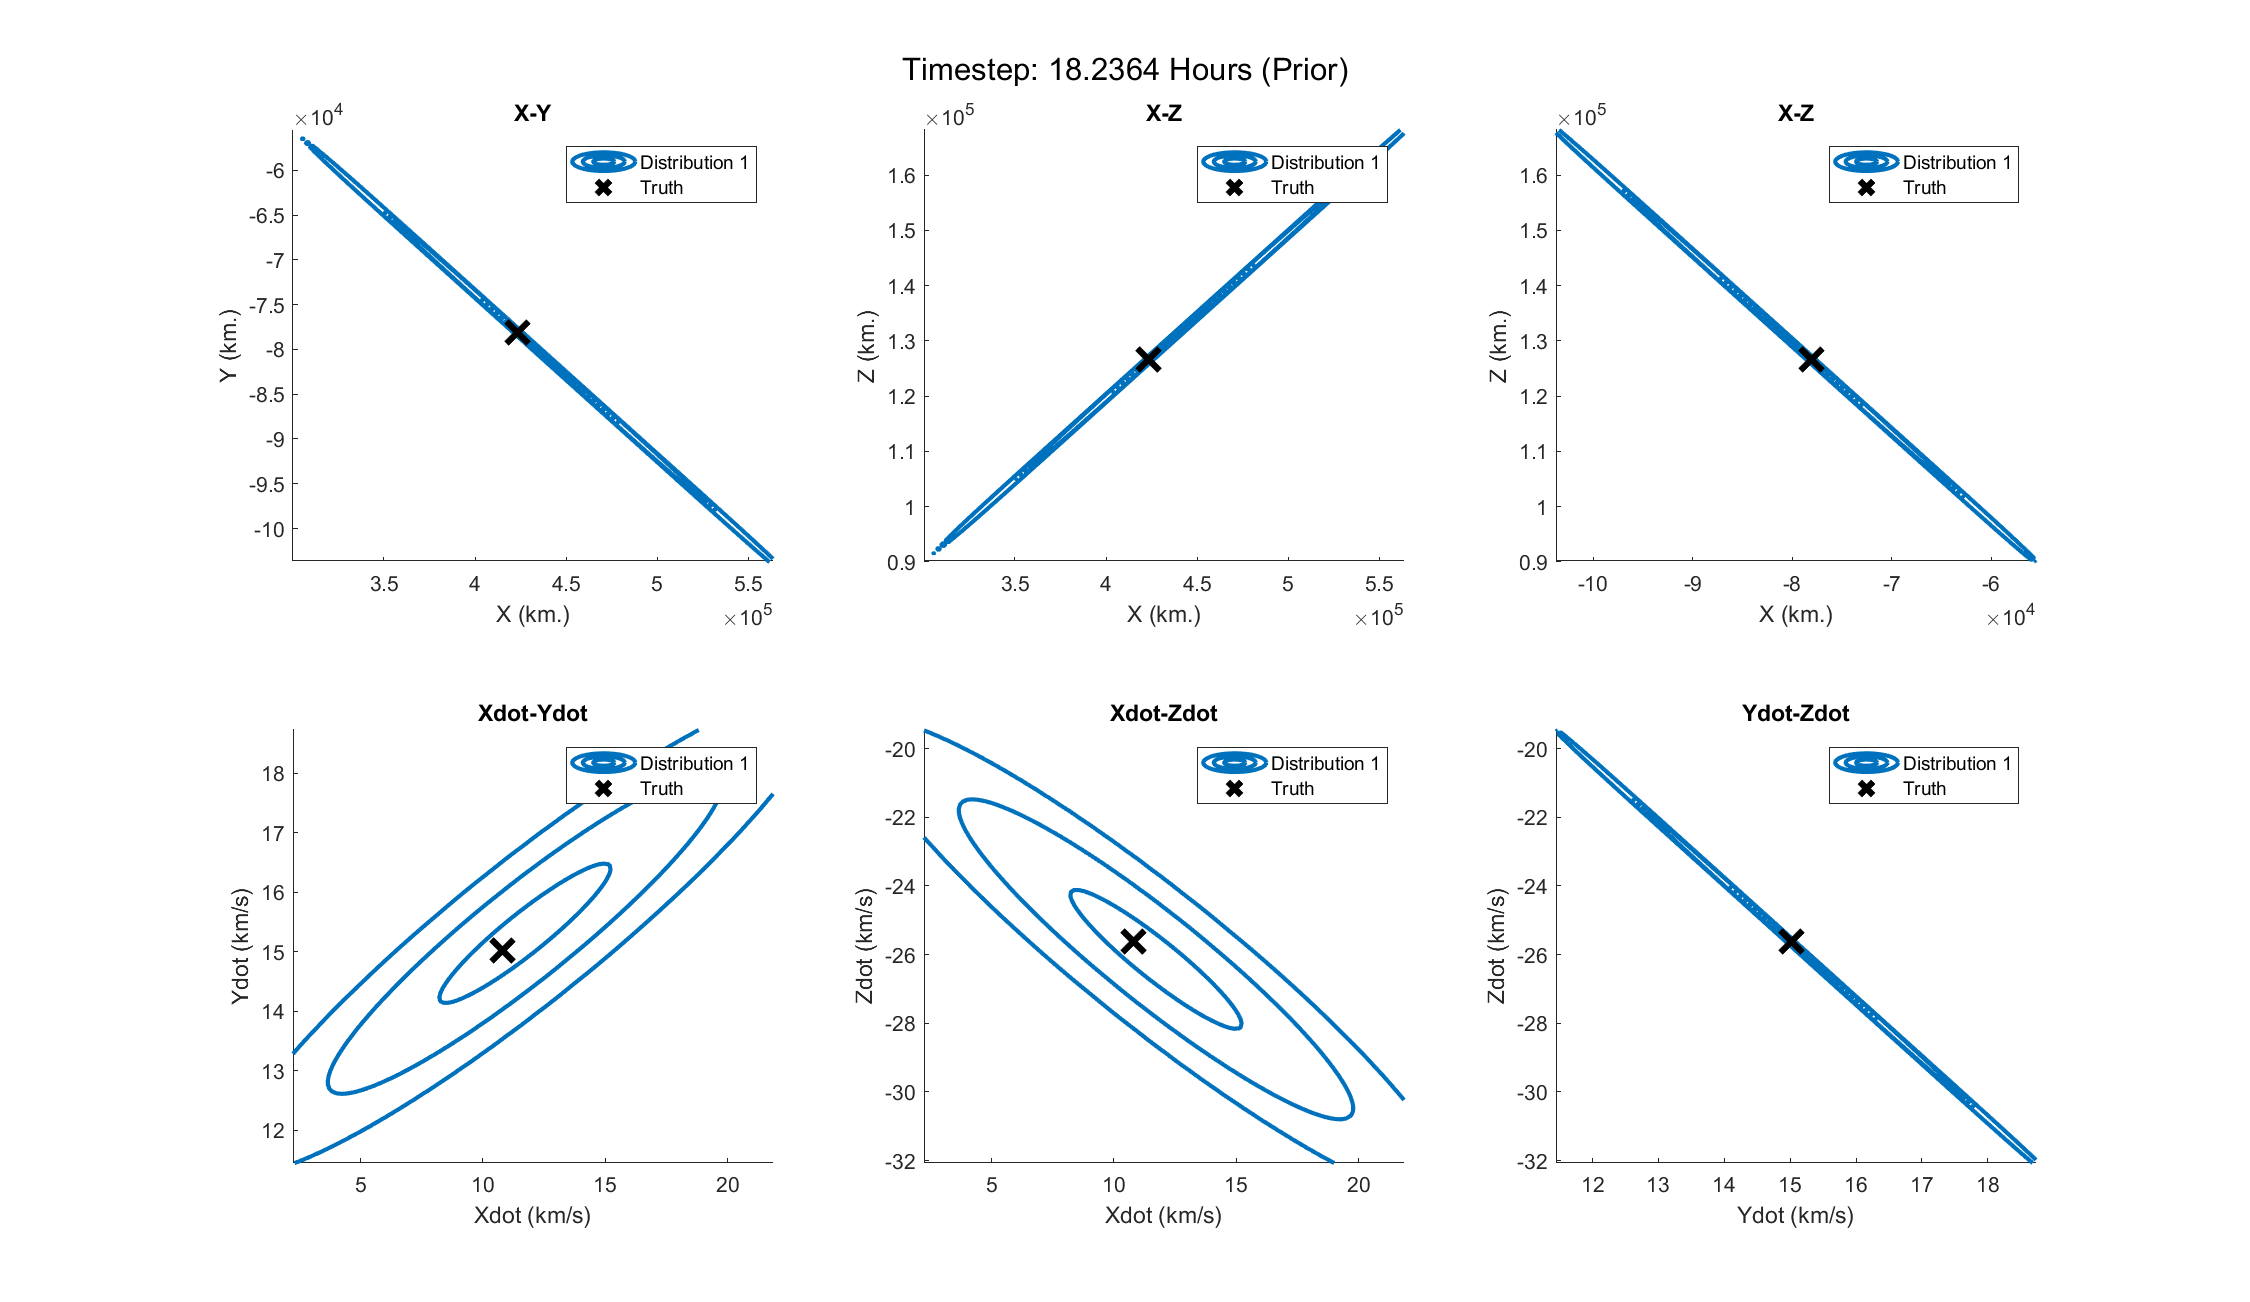 Timestep: 18.2364 Hours (Prior)
X-Y
×10^4
Distribution 1
Truth
-6
-6.5
-7
-7.5
-8
-8.5
-9
-9.5
-10
Y (km.)
3.5 4 4.5 5 5.5
X (km.)
×10^5
X-Z
×10^5
Distribution 1
Truth
1.6
1.5
1.4
1.3
1.2
1.1
1
0.9
Z (km.)
3.5 4 4.5 5 5.5
X (km.)
×10^5
X-Z
×10^5
Distribution 1
Truth
1.6
1.5
1.4
1.3
1.2
1.1
1
0.9
Z (km.)
-10 -9 -8 -7 -6
X (km.)
×10^4
Xdot-Ydot
Distribution 1
Truth
18
17
16
15
14
13
12
Ydot (km/s)
5 10 15 20
Xdot (km/s)
Xdot-Zdot
Distribution 1
Truth
-20
-22
-24
-26
-28
-30
-32
Zdot (km/s)
5 10 15 20
Xdot (km/s)
Ydot-Zdot
Distribution 1
Truth
-20
-22
-24
-26
-28
-30
-32
Zdot (km/s)
12 13 14 15 16 17 18
Ydot (km/s)